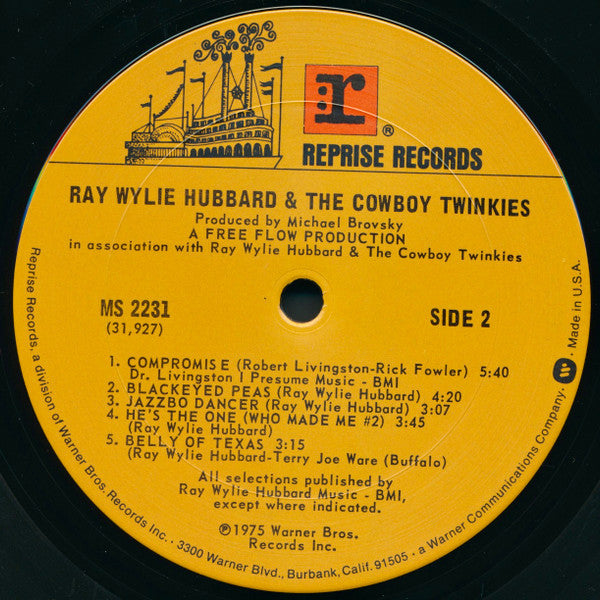 r
®
REPRISE RECORDS
RAY WYLIE HUBBARD & THE COWBOY TWINKIES
Produced by Michael Brovsky
A FREE FLOW PRODUCTION
in association with Ray Wylie Hubbard & The Cowboy Twinkies
MS 2231
(31,927)
SIDE 2
1. COMPROMISE (Robert Livingston-Rick Fowler) 5:40
Dr. Livingston I Presume Music - BMI
2. BLACKEYED PEAS (Ray Wylie Hubbard) 4:20
3. JAZZBO DANCER (Ray Wylie Hubbard) 3:07
4. HE'S THE ONE (WHO MADE ME #2) 3:45
(Ray Wylie Hubbard)
5. BELLY OF TEXAS 3:15
(Ray Wylie Hubbard-Terry Joe Ware (Buffalo)
All selections published by
Ray Wylie Hubbard Music - BMI,
except where indicated.
℗1975 Warner Bros.
Records Inc.
Reprise Records, a division of Warner Bros. Records Inc. · 3300 Warner Blvd., Burbank, Calif. 91505 · a Warner Communications Company · Made in U.S.A.